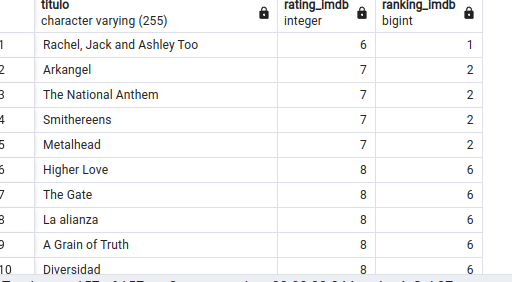 titulo rating_imdb ranking_imdb
character varying (255) integer bigint
1 Rachel, Jack and Ashley Too 6 1
2 Arkangel 7 2
3 The National Anthem 7 2
4 Smithereens 7 2
5 Metalhead 7 2
6 Higher Love 8 6
7 The Gate 8 6
8 La alianza 8 6
9 A Grain of Truth 8 6
10 Diversidad 8 6